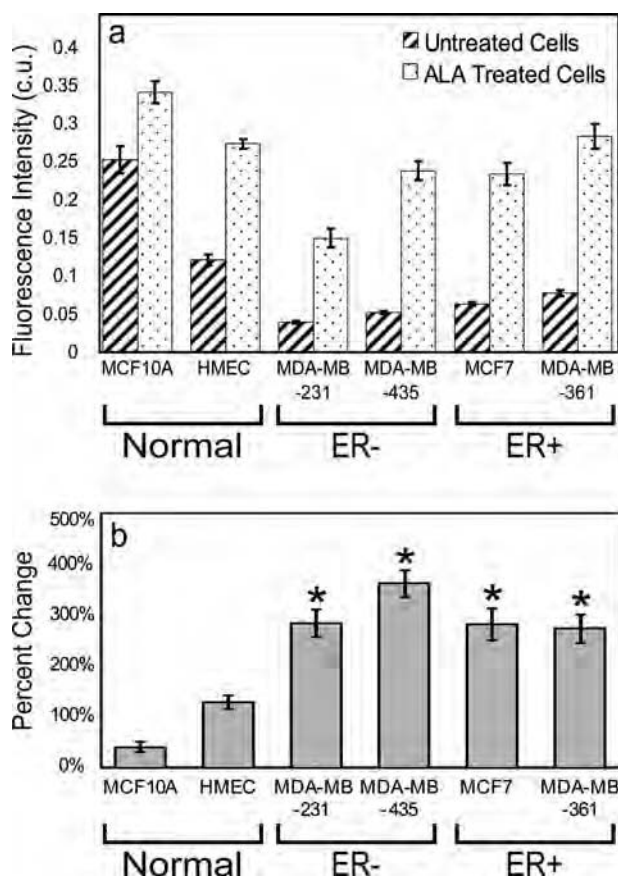 a
Untreated Cells
ALA Treated Cells
Fluorescence Intensity (c.u.)
0.4
0.35
0.3
0.25
0.2
0.15
0.1
0.05
0
MCF10A HMEC MDA-MB MDA-MB MCF7 MDA-MB
-231 -435 -361
Normal ER- ER+
b
Percent Change
500%
400%
300%
200%
100%
0%
* * * *
MCF10A HMEC MDA-MB MDA-MB MCF7 MDA-MB
-231 -435 -361
Normal ER- ER+